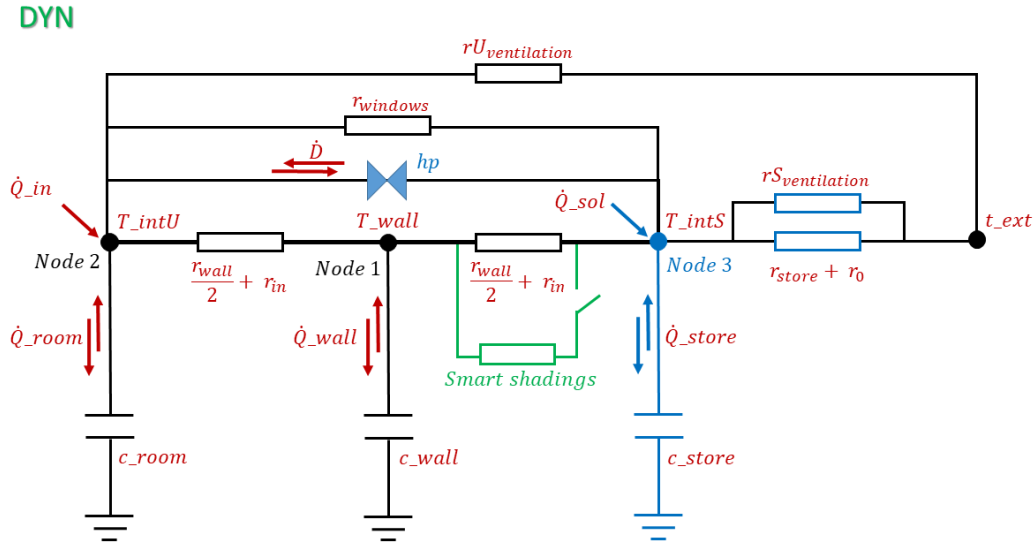 DYN
rU_ventilation
r_windows
Ḋ
hp
Q̇_in
Q̇_sol
rS_ventilation
T_intU
T_wall
T_intS
t_ext
Node 2
Node 1
Node 3
r_wall/2 + r_in
r_wall/2 + r_in
r_store + r_0
Q̇_room
Q̇_wall
Q̇_store
Smart shadings
c_room
c_wall
c_store